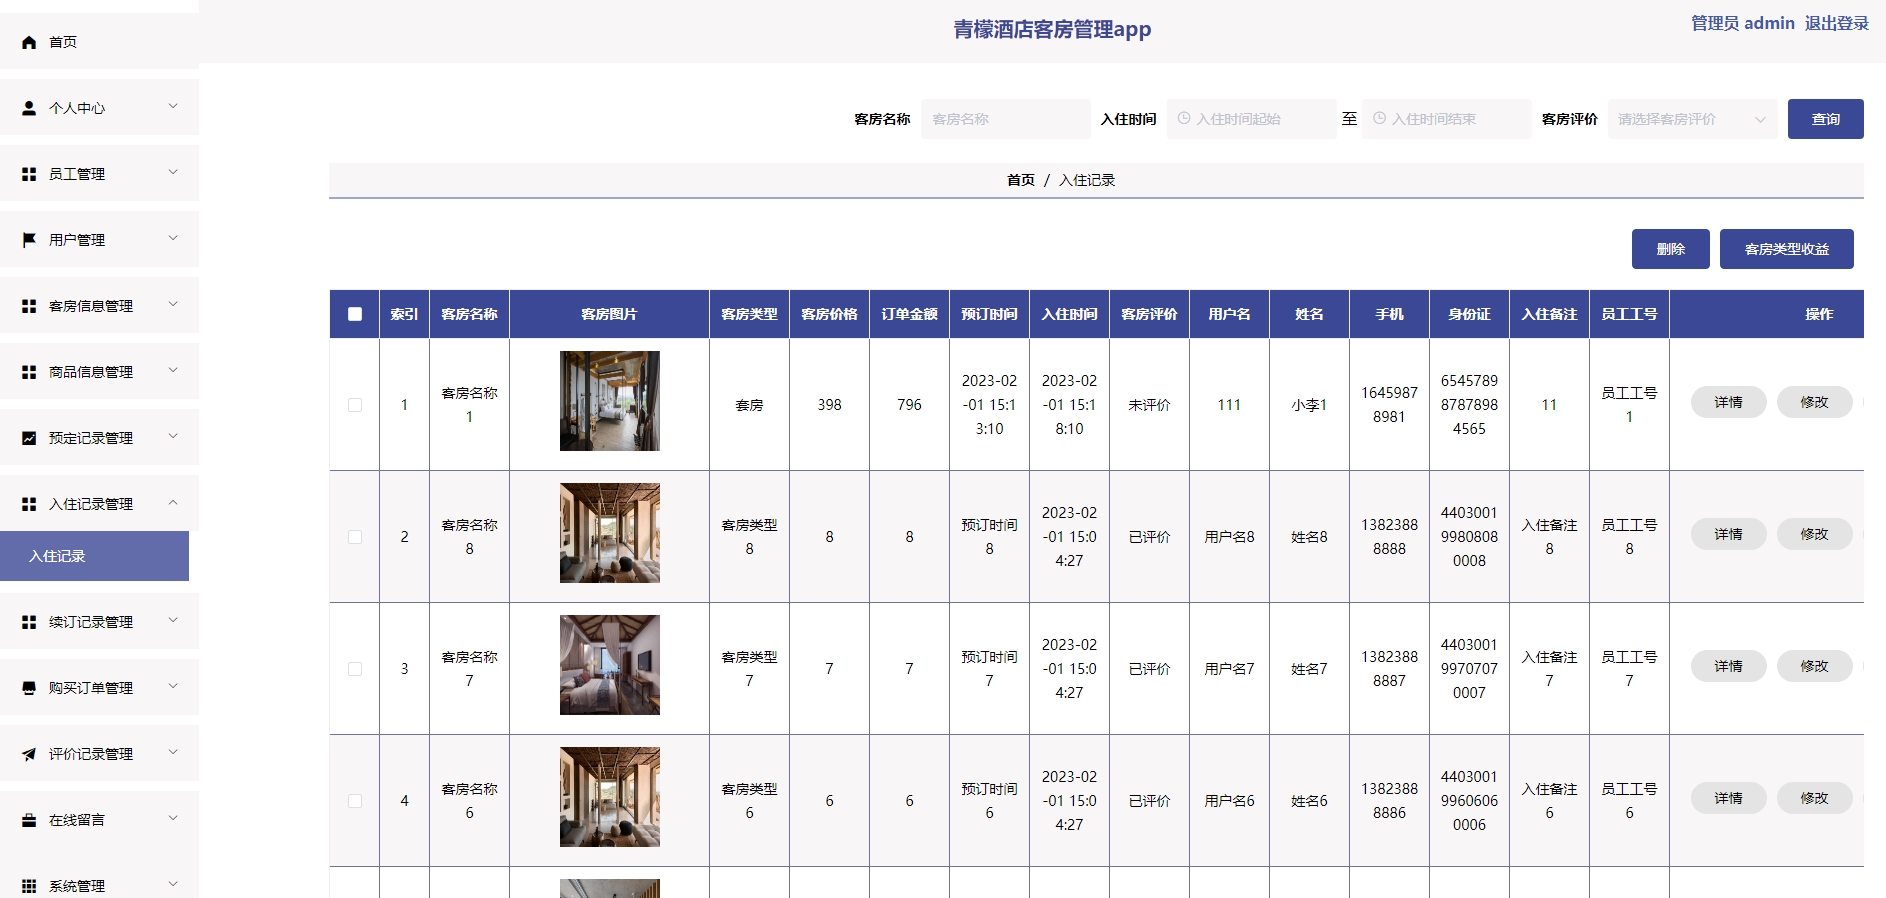 青檬酒店客房管理app
管理员 admin 退出登录
首页
个人中心
员工管理
用户管理
客房信息管理
商品信息管理
预定记录管理
入住记录管理
入住记录
续订记录管理
购买订单管理
评价记录管理
在线留言
系统管理
客房名称 客房名称 入住时间 入住时间起始 至 入住时间结束 客房评价 请选择客房评价 查询
首页 / 入住记录
删除 客房类型收益
索引 客房名称 客房图片 客房类型 客房价格 订单金额 预订时间 入住时间 客房评价 用户名 姓名 手机 身份证 入住备注 员工工号 操作
1 客房名称1 套房 398 796 2023-02-01 15:13:10 2023-02-01 15:18:10 未评价 111 小李1 16459878981 654578987878984565 11 员工工号1 详情 修改
2 客房名称8 客房类型8 8 8 预订时间8 2023-02-01 15:04:27 已评价 用户名8 姓名8 13823888888 440300199808080008 入住备注8 员工工号8 详情 修改
3 客房名称7 客房类型7 7 7 预订时间7 2023-02-01 15:04:27 已评价 用户名7 姓名7 13823888887 440300199707070007 入住备注7 员工工号7 详情 修改
4 客房名称6 客房类型6 6 6 预订时间6 2023-02-01 15:04:27 已评价 用户名6 姓名6 13823888886 440300199606060006 入住备注6 员工工号6 详情 修改